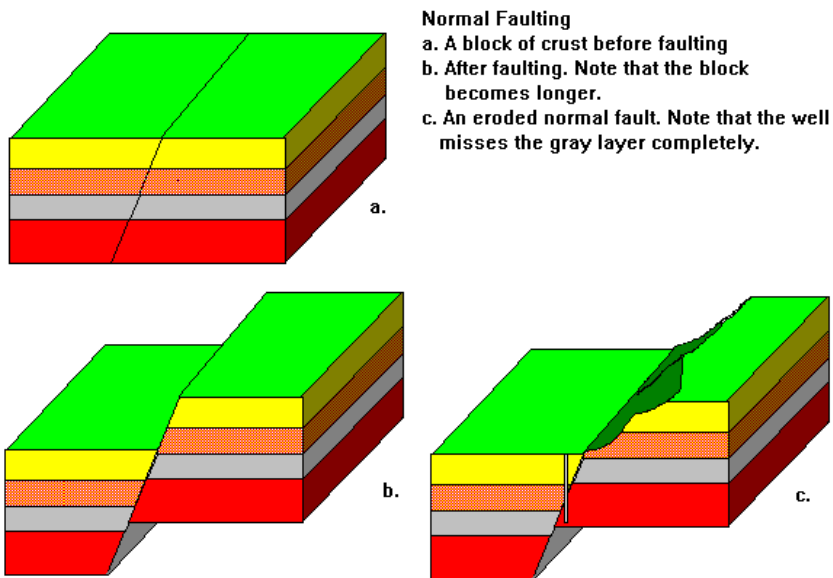 Normal Faulting
a. A block of crust before faulting
b. After faulting. Note that the block
becomes longer.
c. An eroded normal fault. Note that the well
misses the gray layer completely.
a.
b.
c.